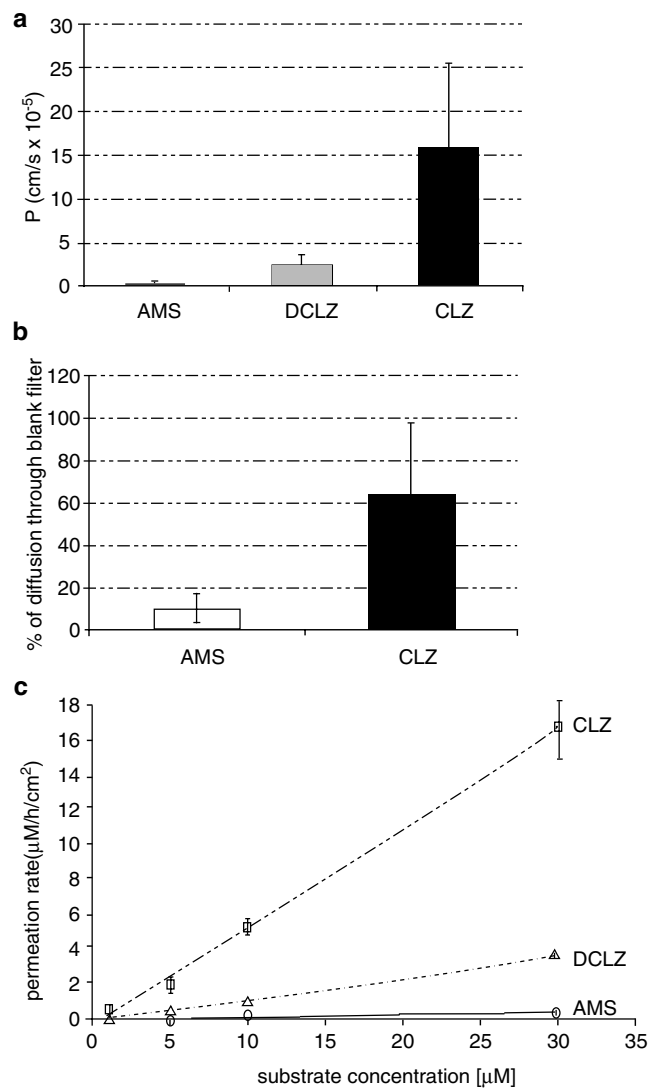 a
P (cm/s x 10⁻⁵)
30
25
20
15
10
5
0
AMS DCLZ CLZ
b
% of diffusion through blank filter
120
100
80
60
40
20
0
AMS CLZ
c
permeation rate(μM/h/cm²)
18
16
14
12
10
8
6
4
2
0
CLZ
DCLZ
AMS
0 5 10 15 20 25 30 35
substrate concentration [μM]